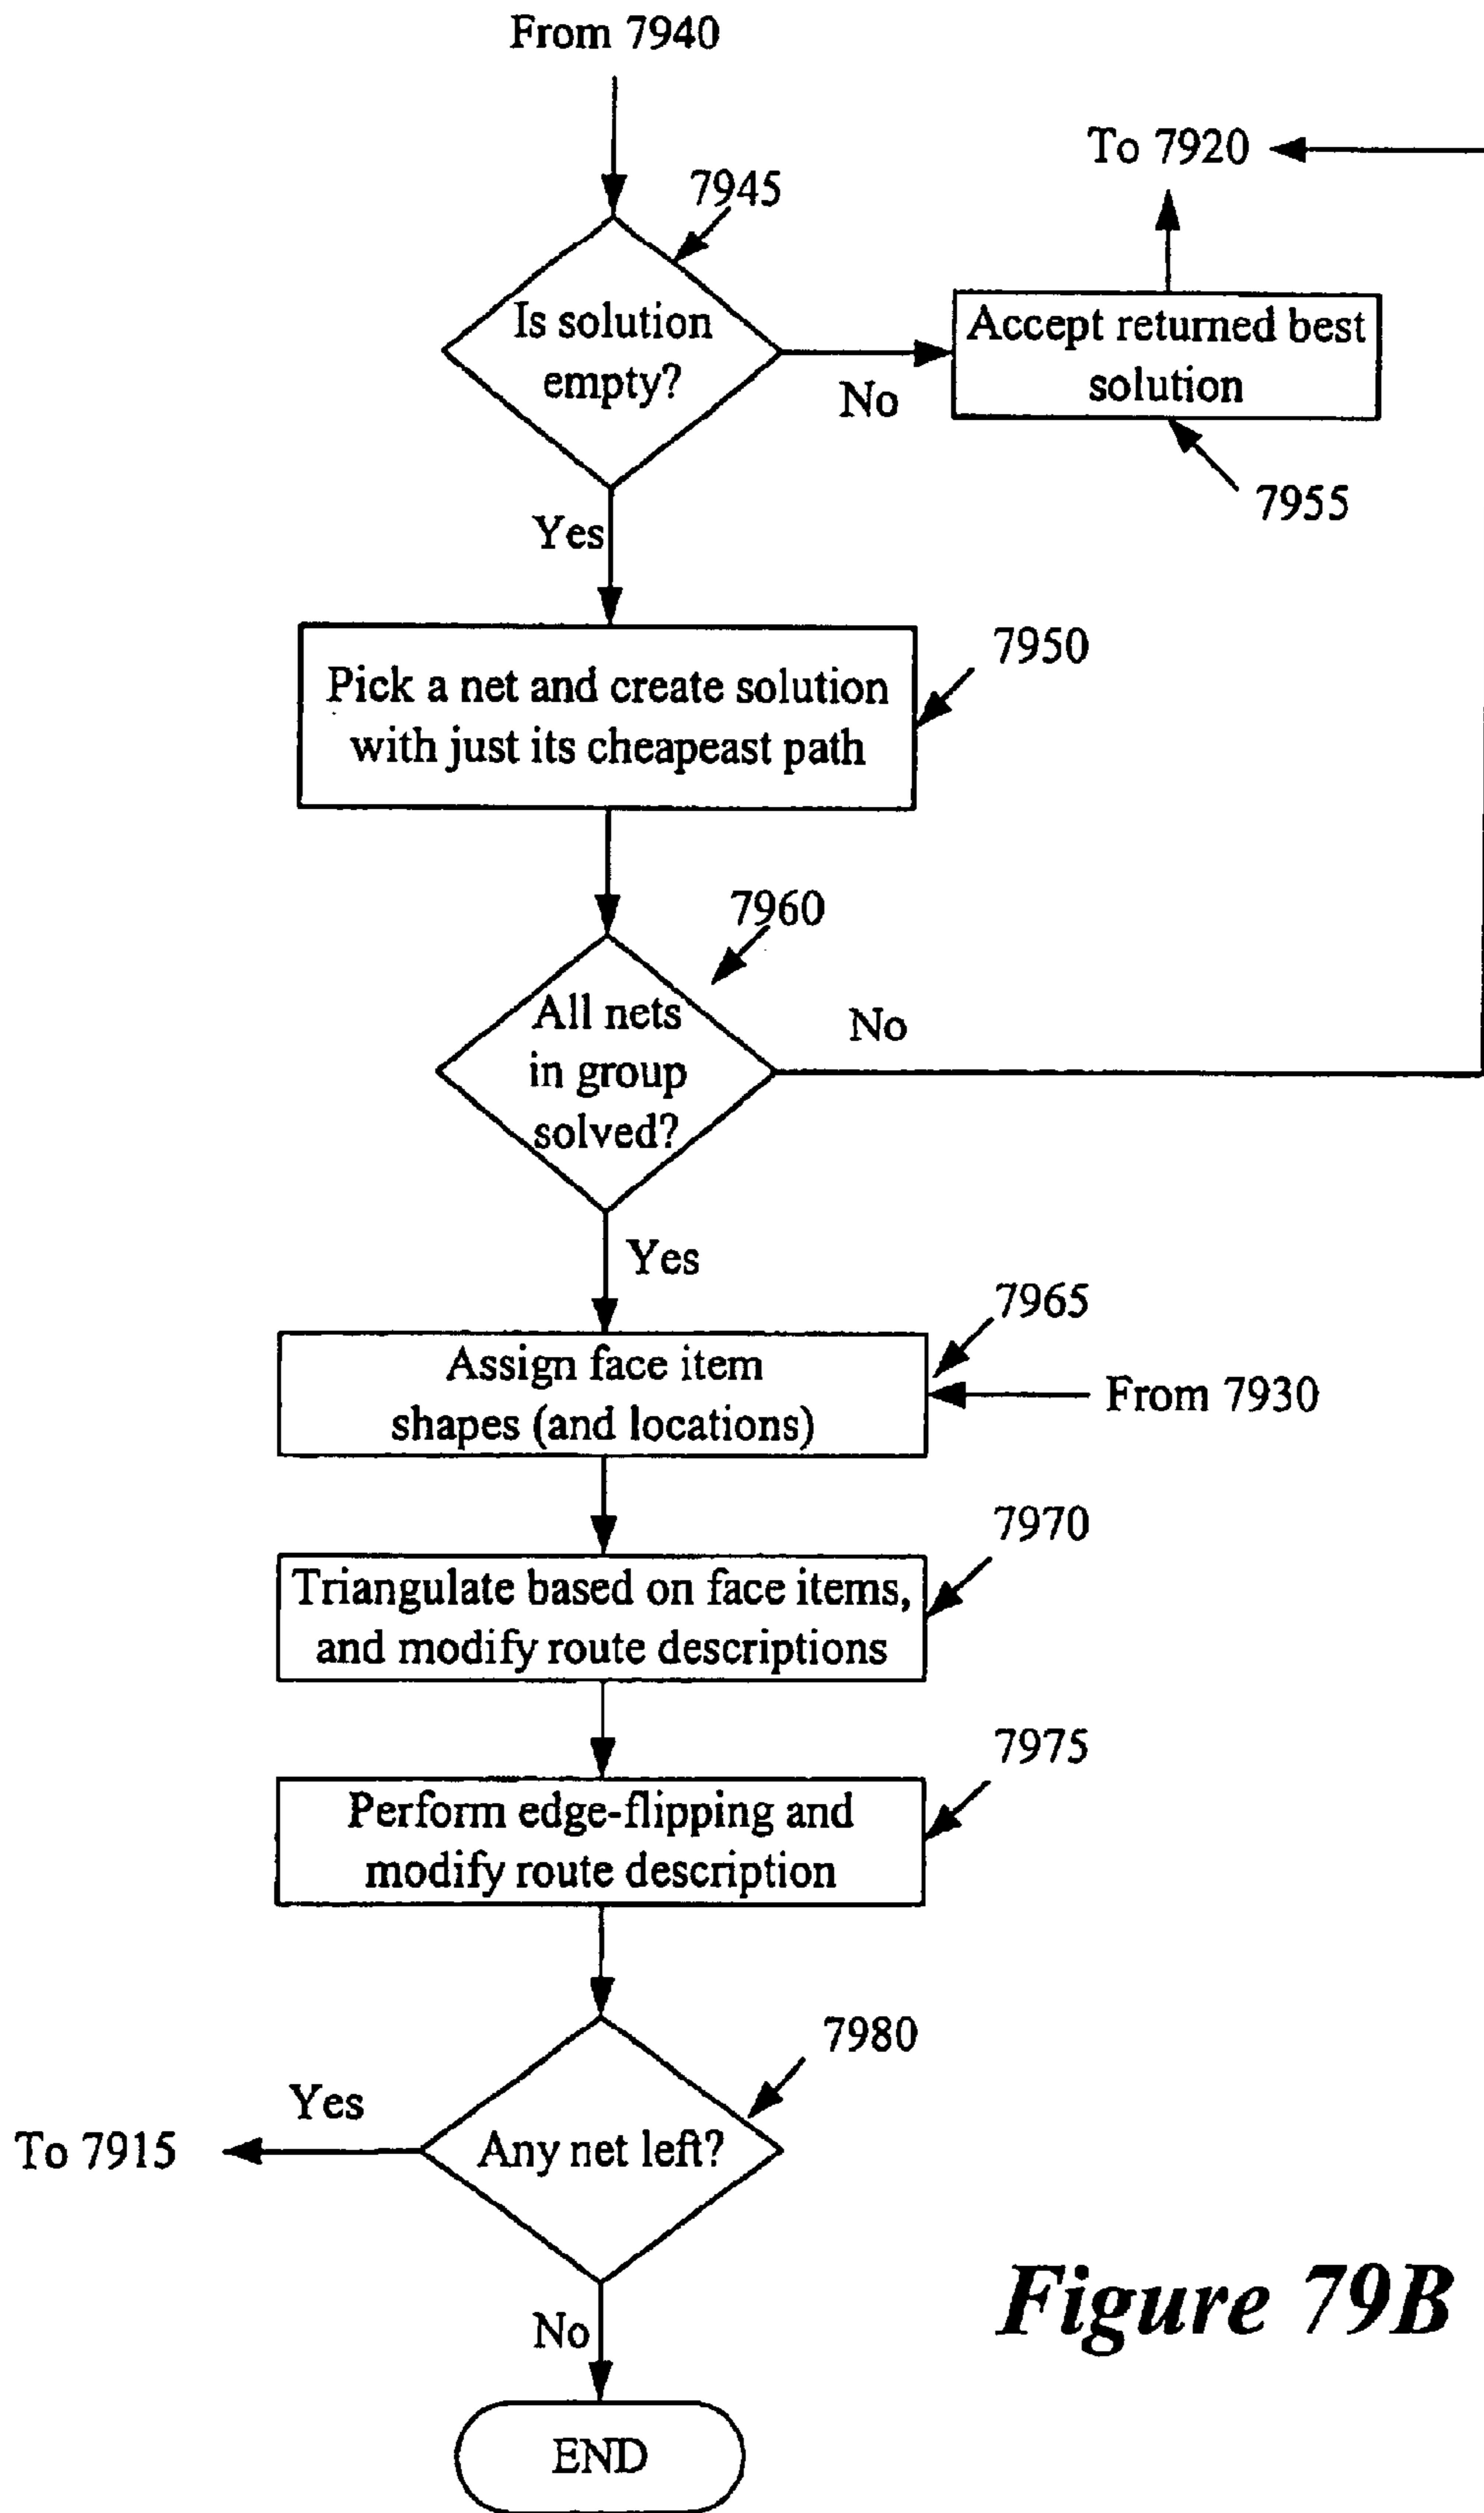 From 7940
To 7920
7945
Is solution
empty?
No
Accept returned best
solution
7955
Yes
7950
Pick a net and create solution
with just its cheapeast path
7960
All nets
in group
solved?
No
Yes
7965
Assign face item
shapes (and locations)
From 7930
7970
Triangulate based on face items,
and modify route descriptions
7975
Perform edge-flipping and
modify route description
7980
Yes
To 7915
Any net left?
No
Figure 79B
END